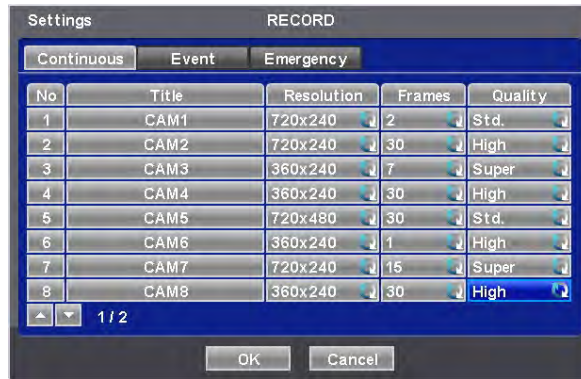 Settings RECORD
Continuous Event Emergency
No Title Resolution Frames Quality
1 CAM1 720x240 2 Std.
2 CAM2 720x240 30 High
3 CAM3 360x240 7 Super
4 CAM4 360x240 30 High
5 CAM5 720x480 30 Std.
6 CAM6 360x240 1 High
7 CAM7 720x240 15 Super
8 CAM8 360x240 30 High
1 / 2
OK Cancel